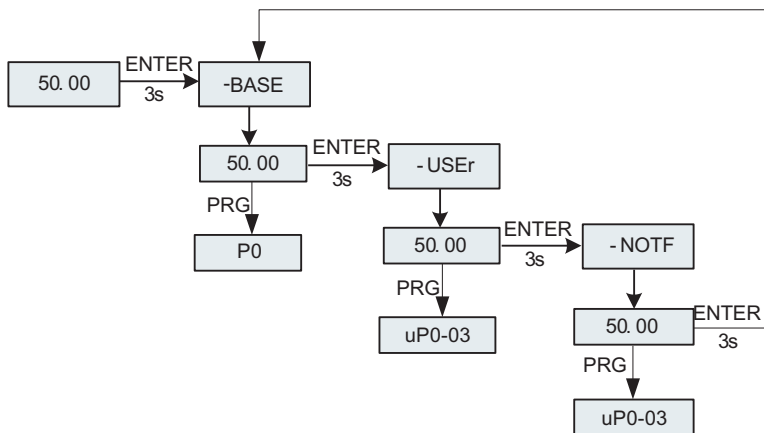 ENTER
50.00
3s
-BASE
50.00
ENTER
3s
-USEr
PRG
P0
50.00
ENTER
3s
-NOTF
PRG
uP0-03
50.00
ENTER
3s
PRG
uP0-03